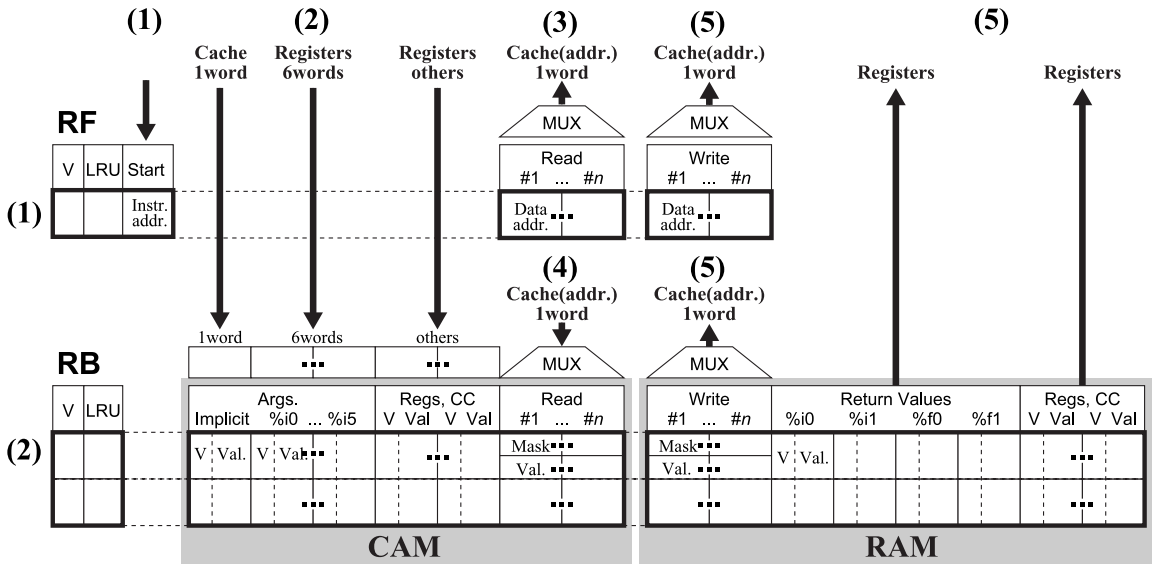 (1) (2) (3) (5) (5)
Cache Registers Registers Cache(addr.) Cache(addr.)
1word 6words others 1word 1word Registers Registers
RF MUX MUX
V LRU Start Read Write
#1 ... #n #1 ... #n
(1) Instr. addr. Data addr. ... Data addr. ...
(4) (5)
Cache(addr.) Cache(addr.)
1word 1word
1word 6words others
RB ... ... MUX MUX
V LRU Args. Regs, CC Read Write Return Values Regs, CC
Implicit %i0 ... %i5 V Val V Val #1 ... #n #1 ... #n %i0 %i1 %f0 %f1 V Val V Val
(2) V Val. V Val. ... ... Mask ... Mask ... V Val. ...
Val. ... Val. ...
... ... ... ...
CAM RAM